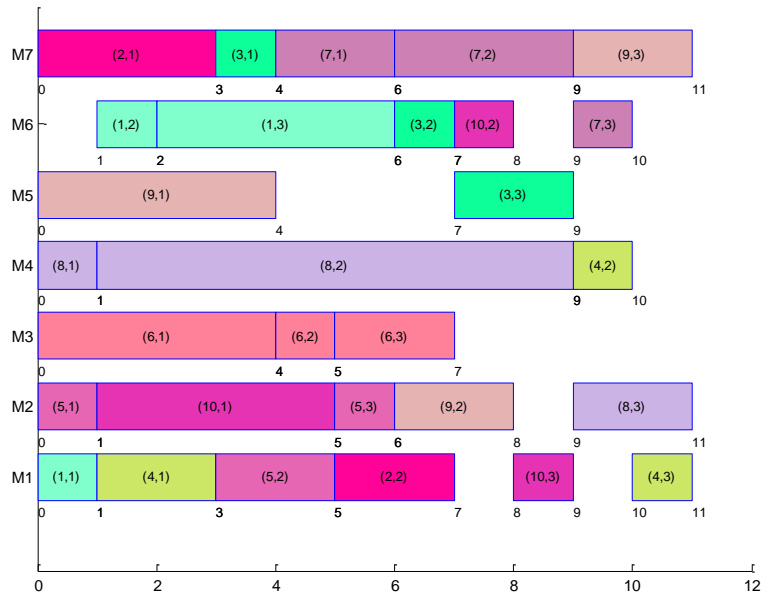 M7 (2,1) (3,1) (7,1) (7,2) (9,3)
0 3 4 6 9 11
M6 (1,2) (1,3) (3,2) (10,2) (7,3)
1 2 6 7 8 9 10
M5 (9,1) (3,3)
0 4 7 9
M4 (8,1) (8,2) (4,2)
0 1 9 10
M3 (6,1) (6,2) (6,3)
0 4 5 7
M2 (5,1) (10,1) (5,3) (9,2) (8,3)
0 1 5 6 8 9 11
M1 (1,1) (4,1) (5,2) (2,2) (10,3) (4,3)
0 1 3 5 7 8 9 10 11
0 2 4 6 8 10 12